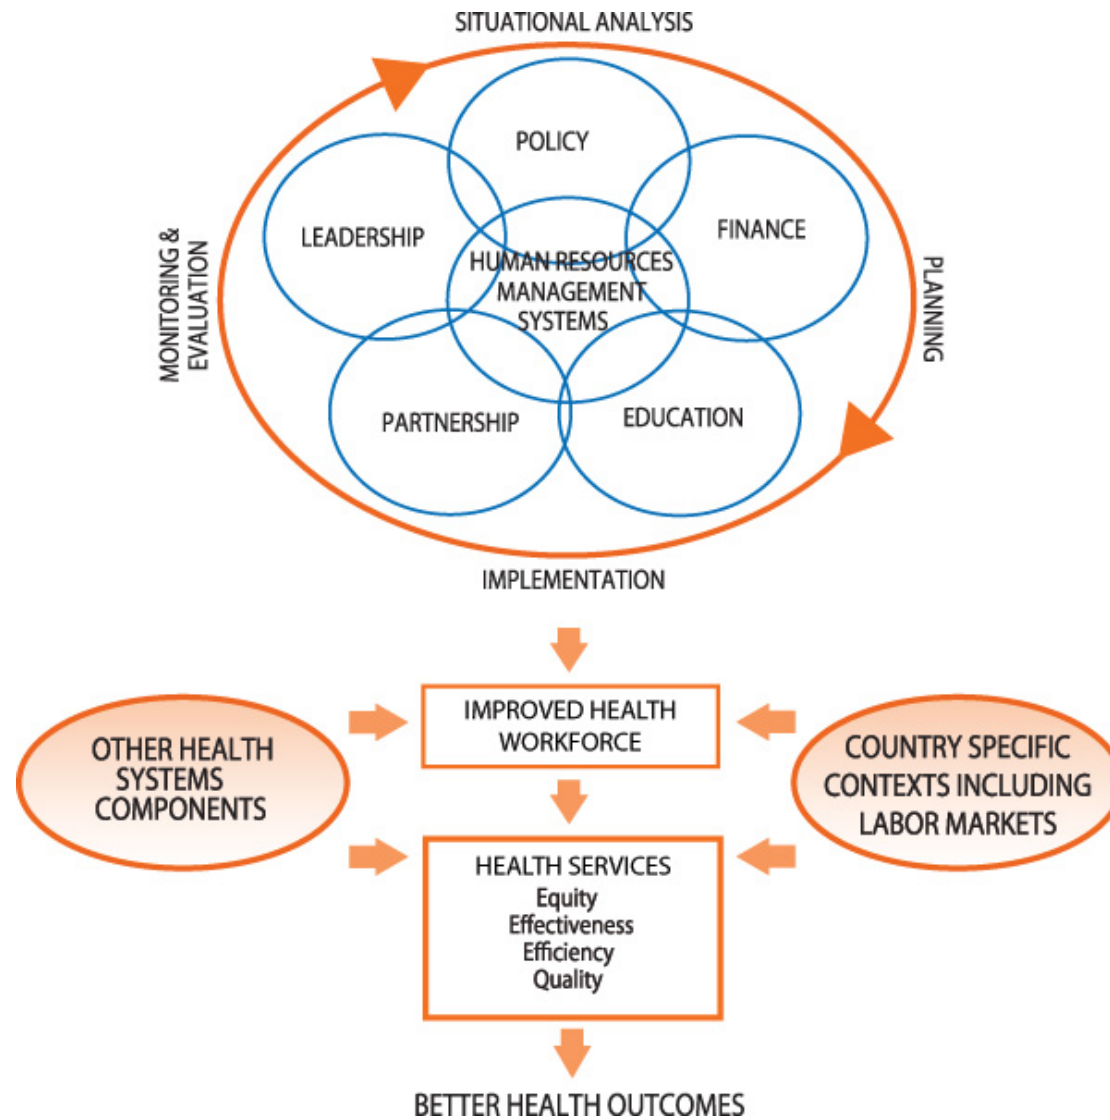 SITUATIONAL ANALYSIS
POLICY
LEADERSHIP
FINANCE
HUMAN RESOURCES
MANAGEMENT
SYSTEMS
MONITORING &
EVALUATION
PLANNING
PARTNERSHIP
EDUCATION
IMPLEMENTATION
IMPROVED HEALTH
WORKFORCE
OTHER HEALTH
SYSTEMS
COMPONENTS
COUNTRY SPECIFIC
CONTEXTS INCLUDING
LABOR MARKETS
HEALTH SERVICES
Equity
Effectiveness
Efficiency
Quality
BETTER HEALTH OUTCOMES